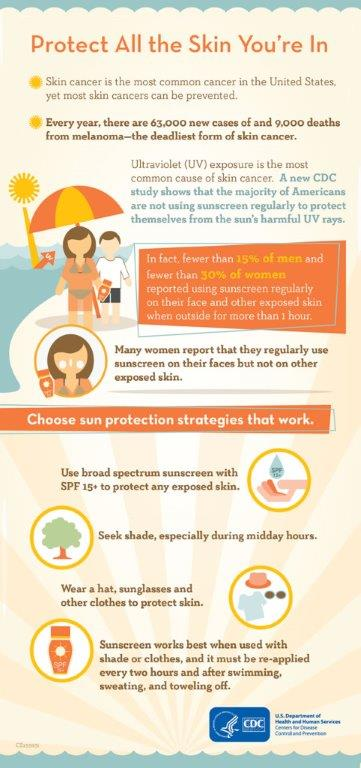 Protect All the Skin You're In
Skin cancer is the most common cancer in the United States,
yet most skin cancers can be prevented.
Every year, there are 63,000 new cases of and 9,000 deaths
from melanoma—the deadliest form of skin cancer.
Ultraviolet (UV) exposure is the most
common cause of skin cancer. A new CDC
study shows that the majority of Americans
are not using sunscreen regularly to protect
themselves from the sun's harmful UV rays.
In fact, fewer than 15% of men and
fewer than 30% of women
reported using sunscreen regularly
on their face and other exposed skin
when outside for more than 1 hour.
Many women report that they regularly use
sunscreen on their faces but not on other
exposed skin.
Choose sun protection strategies that work.
Use broad spectrum sunscreen with
SPF 15+ to protect any exposed skin.
SPF
15+
Seek shade, especially during midday hours.
Wear a hat, sunglasses and
other clothes to protect skin.
SPF
15
Sunscreen works best when used with
shade or clothes, and it must be re-applied
every two hours and after swimming,
sweating, and toweling off.
CDC
U.S. Department of
Health and Human Services
Centers for Disease
Control and Prevention